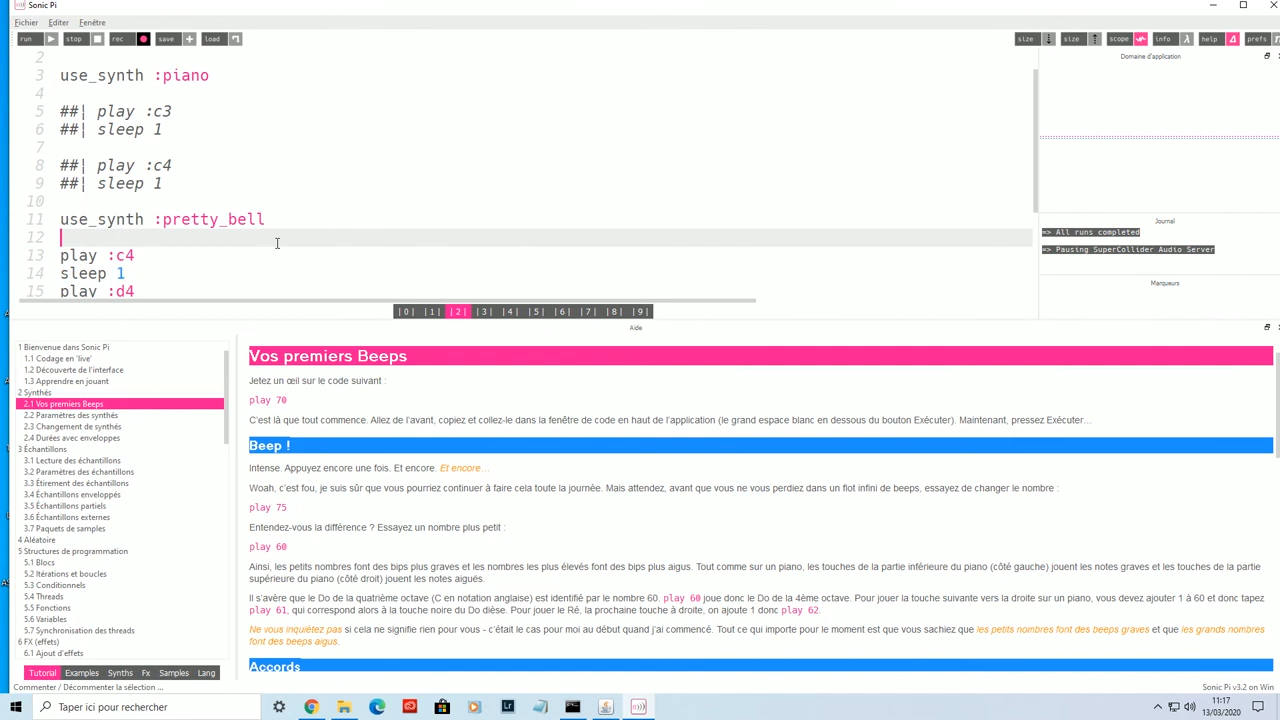 Sonic Pi
Fichier Editer Fenêtre
run stop rec save load size size scope info help prefs
2
3 use_synth :piano
4
5 ##| play :c3
6 ##| sleep 1
7
8 ##| play :c4
9 ##| sleep 1
10
11 use_synth :pretty_bell
12
13 play :c4
14 sleep 1
15 play :d4
Domaine d'application
Journal
=> All runs completed
=> Pausing SuperCollider Audio Server
Marqueurs
|0| |1| |2| |3| |4| |5| |6| |7| |8| |9|
Aide
1 Bienvenue dans Sonic Pi
1.1 Codage en 'live'
1.2 Découverte de l'interface
1.3 Apprendre en jouant
2 Synthés
2.1 Vos premiers Beeps
2.2 Paramètres des synthés
2.3 Changement de synthés
2.4 Durées avec enveloppes
3 Échantillons
3.1 Lecture des échantillons
3.2 Paramètres des échantillons
3.3 Étirement des échantillons
3.4 Échantillons enveloppés
3.5 Échantillons partiels
3.6 Échantillons externes
3.7 Paquets de samples
4 Aléatoire
5 Structures de programmation
5.1 Blocs
5.2 Itérations et boucles
5.3 Conditionnels
5.4 Threads
5.5 Fonctions
5.6 Variables
5.7 Synchronisation des threads
6 FX (effets)
6.1 Ajout d'effets
Tutorial Examples Synths Fx Samples Lang
Vos premiers Beeps
Jetez un œil sur le code suivant :
play 70
C'est là que tout commence. Allez de l'avant, copiez et collez-le dans la fenêtre de code en haut de l'application (le grand espace blanc en dessous du bouton Exécuter). Maintenant, pressez Exécuter…
Beep !
Intense. Appuyez encore une fois. Et encore. Et encore…
Woah, c'est fou, je suis sûr que vous pourriez continuer à faire cela toute la journée. Mais attendez, avant que vous ne vous perdiez dans un flot infini de beeps, essayez de changer le nombre :
play 75
Entendez-vous la différence ? Essayez un nombre plus petit :
play 60
Ainsi, les petits nombres font des bips plus graves et les nombres les plus élevés font des bips plus aigus. Tout comme sur un piano, les touches de la partie inférieure du piano (côté gauche) jouent les notes graves et les touches de la partie
supérieure du piano (côté droit) jouent les notes aiguës.
Il s'avère que le Do de la quatrième octave (C en notation anglaise) est identifié par le nombre 60. play 60 joue donc le Do de la 4ème octave. Pour jouer la touche suivante vers la droite sur un piano, vous devez ajouter 1 à 60 et donc tapez
play 61, qui correspond alors à la touche noire du Do dièse. Pour jouer le Ré, la prochaine touche à droite, on ajoute 1 donc play 62.
Ne vous inquiétez pas si cela ne signifie rien pour vous - c'était le cas pour moi au début quand j'ai commencé. Tout ce qui importe pour le moment est que vous sachiez que les petits nombres font des beeps graves et que les grands nombres
font des beeps aigus.
Accords
Commenter / Décommenter la sélection ...
Sonic Pi v3.2 on Win
Taper ici pour rechercher
11:17
13/03/2020